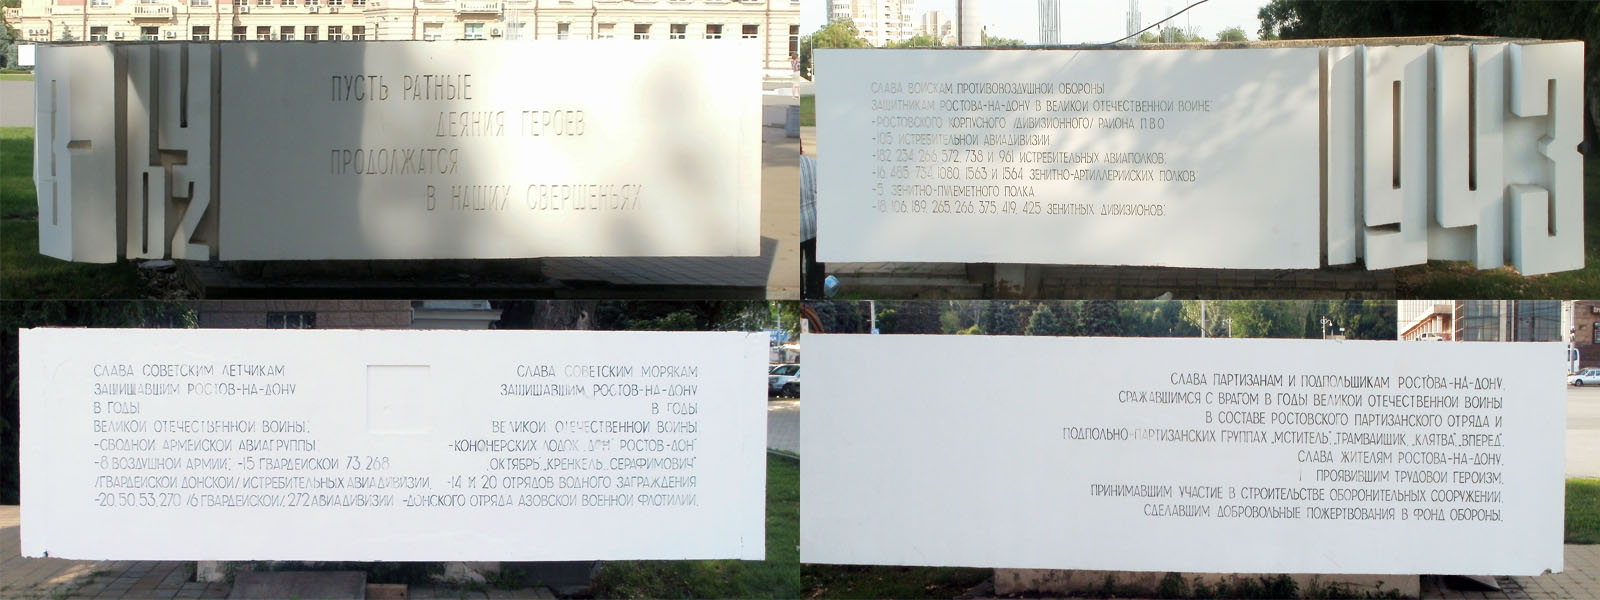 14
02
ПУСТЬ РАТНЫЕ
ДЕЯНИЯ ГЕРОЕВ
ПРОДОЛЖАТСЯ
В НАШИХ СВЕРШЕНЬЯХ
СЛАВА ВОИСКАМ ПРОТИВОВОЗДУШНОЙ ОБОРОНЫ
ЗАЩИТНИКАМ РОСТОВА-НА-ДОНУ В ВЕЛИКОЙ ОТЕЧЕСТВЕННОЙ ВОЙНЕ:
-РОСТОВСКОГО КОРПУСНОГО /ДИВИЗИОННОГО/ РАЙОНА П.В.О
-105 ИСТРЕБИТЕЛЬНОЙ АВИАДИВИЗИИ:
-182, 234, 266, 572, 738 И 961 ИСТРЕБИТЕЛЬНЫХ АВИАПОЛКОВ:
-16, 485, 734, 1080, 1563 И 1564 ЗЕНИТНО-АРТИЛЛЕРИЙСКИХ ПОЛКОВ
-5 ЗЕНИТНО-ПУЛЕМЕТНОГО ПОЛКА
-18, 106, 189, 265, 266, 375, 419, 425 ЗЕНИТНЫХ ДИВИЗИОНОВ:
1943
СЛАВА СОВЕТСКИМ ЛЕТЧИКАМ
ЗАЩИЩАВШИМ РОСТОВ-НА-ДОНУ
В ГОДЫ
ВЕЛИКОЙ ОТЕЧЕСТВЕННОЙ ВОЙНЫ:
-СВОДНОЙ АРМЕЙСКОЙ АВИАГРУППЫ
-8 ВОЗДУШНОЙ АРМИИ; -15 ГВАРДЕЙСКОЙ 73, 268
/ГВАРДЕЙСКОЙ ДОНСКОЙ/ ИСТРЕБИТЕЛЬНЫХ АВИАДИВИЗИИ,
-20, 50, 53, 270 /6 ГВАРДЕЙСКОЙ/, 272 АВИАДИВИЗИИ
СЛАВА СОВЕТСКИМ МОРЯКАМ
ЗАЩИЩАВШИМ РОСТОВ-НА-ДОНУ
В ГОДЫ
ВЕЛИКОЙ ОТЕЧЕСТВЕННОЙ ВОЙНЫ
-КОНОНЕРСКИХ ЛОДОК „ДОН" РОСТОВ-ДОН"
„ОКТЯБРЬ", „КРЕНКЕЛЬ", „СЕРАФИМОВИЧ"
-14 И 20 ОТРЯДОВ ВОДНОГО ЗАГРАЖДЕНИЯ
-ДОНСКОГО ОТРЯДА АЗОВСКОЙ ВОЕННОЙ ФЛОТИЛИИ.
СЛАВА ПАРТИЗАНАМ И ПОДПОЛЬЩИКАМ РОСТОВА-НА-ДОНУ,
СРАЖАВШИМСЯ С ВРАГОМ В ГОДЫ ВЕЛИКОЙ ОТЕЧЕСТВЕННОЙ ВОЙНЫ
В СОСТАВЕ РОСТОВСКОГО ПАРТИЗАНСКОГО ОТРЯДА И
ПОДПОЛЬНО-ПАРТИЗАНСКИХ ГРУППАХ „МСТИТЕЛЬ", „ТРАМВАЙЩИК", „КЛЯТВА", „ВПЕРЕД".
СЛАВА ЖИТЕЛЯМ РОСТОВА-НА-ДОНУ,
ПРОЯВИВШИМ ТРУДОВОЙ ГЕРОИЗМ,
ПРИНИМАВШИМ УЧАСТИЕ В СТРОИТЕЛЬСТВЕ ОБОРОНИТЕЛЬНЫХ СООРУЖЕНИЙ,
СДЕЛАВШИМ ДОБРОВОЛЬНЫЕ ПОЖЕРТВОВАНИЯ В ФОНД ОБОРОНЫ.